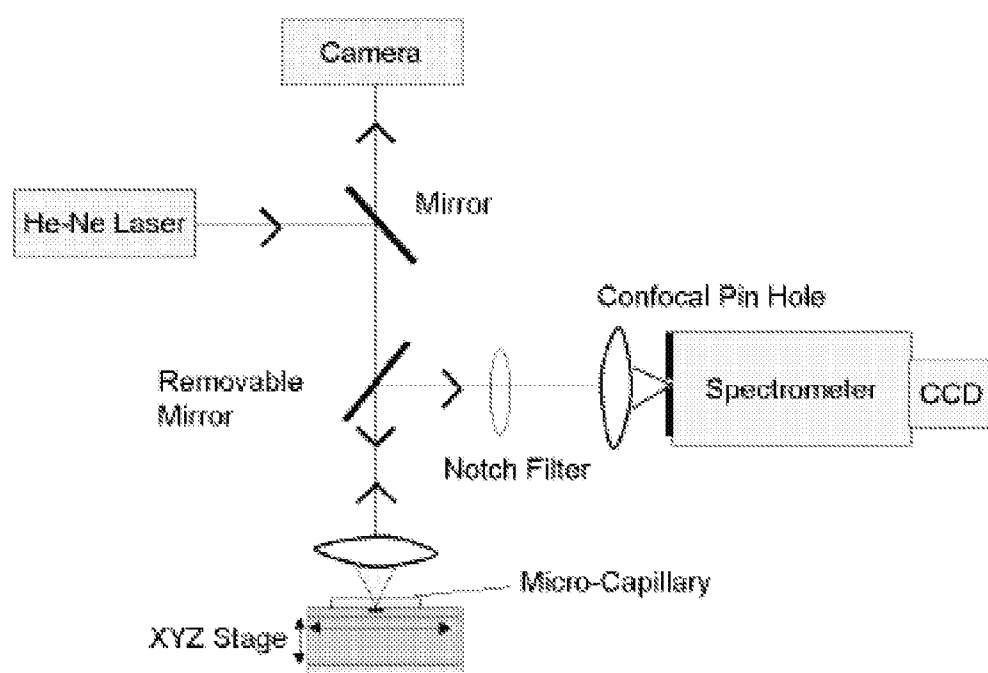 Camera
He-Ne Laser
Mirror
Confocal Pin Hole
Removable
Mirror
Spectrometer
CCD
Notch Filter
Micro-Capillary
XYZ Stage